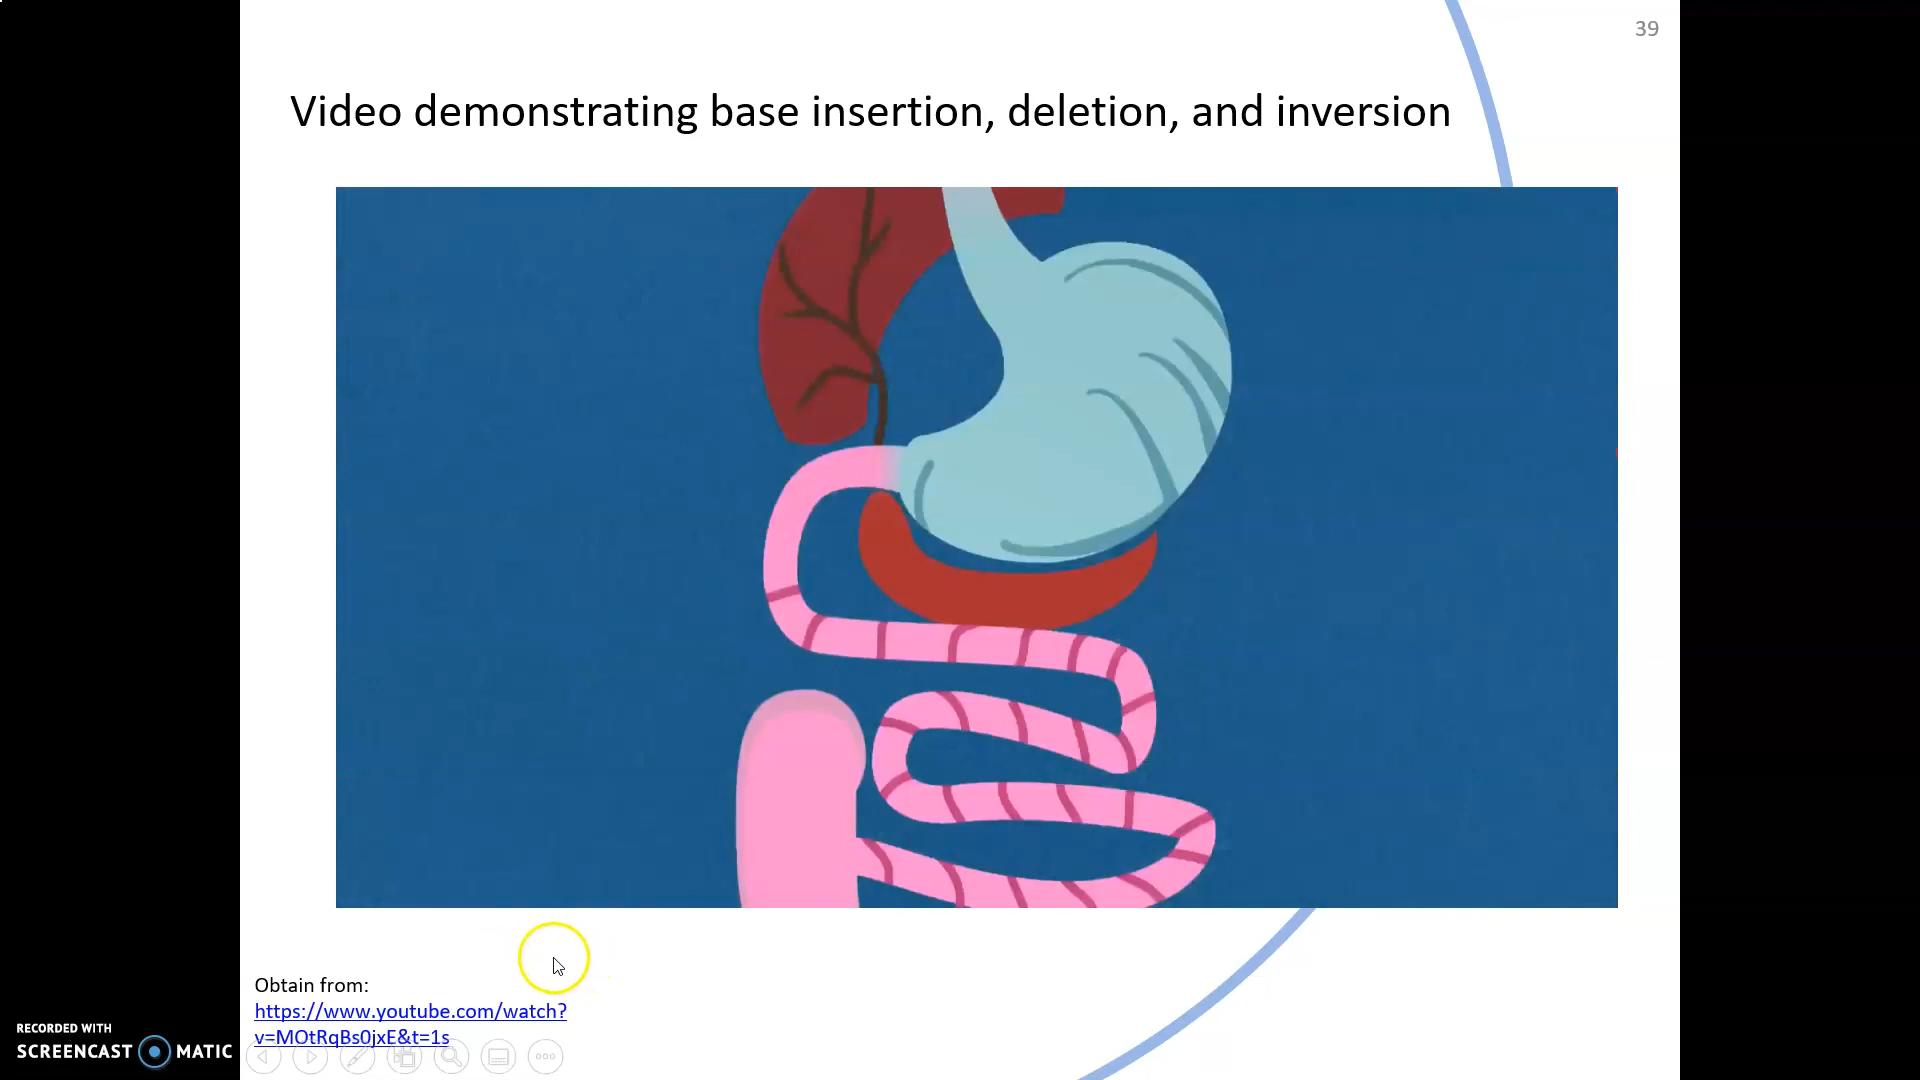 39
Video demonstrating base insertion, deletion, and inversion
Obtain from:
https://www.youtube.com/watch?
v=MOtRqBs0jxE&t=1s
RECORDED WITH
SCREENCAST MATIC